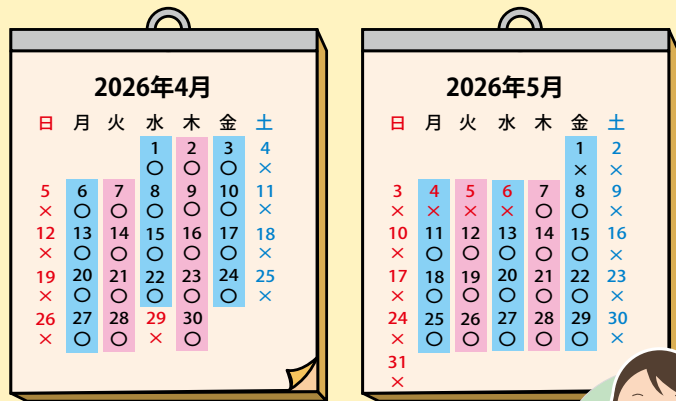 2026年4月
日 月 火 水 木 金 土
1 2 3 4
○ ○ ○ ×
5 6 7 8 9 10 11
× ○ ○ ○ ○ ○ ×
12 13 14 15 16 17 18
× ○ ○ ○ ○ ○ ×
19 20 21 22 23 24 25
× ○ ○ ○ ○ ○ ×
26 27 28 29 30
× ○ ○ × ○
2026年5月
日 月 火 水 木 金 土
1 2
× ×
3 4 5 6 7 8 9
× × × × ○ ○ ×
10 11 12 13 14 15 16
× ○ ○ ○ ○ ○ ×
17 18 19 20 21 22 23
× ○ ○ ○ ○ ○ ×
24 25 26 27 28 29 30
× ○ ○ ○ ○ ○ ×
31
×